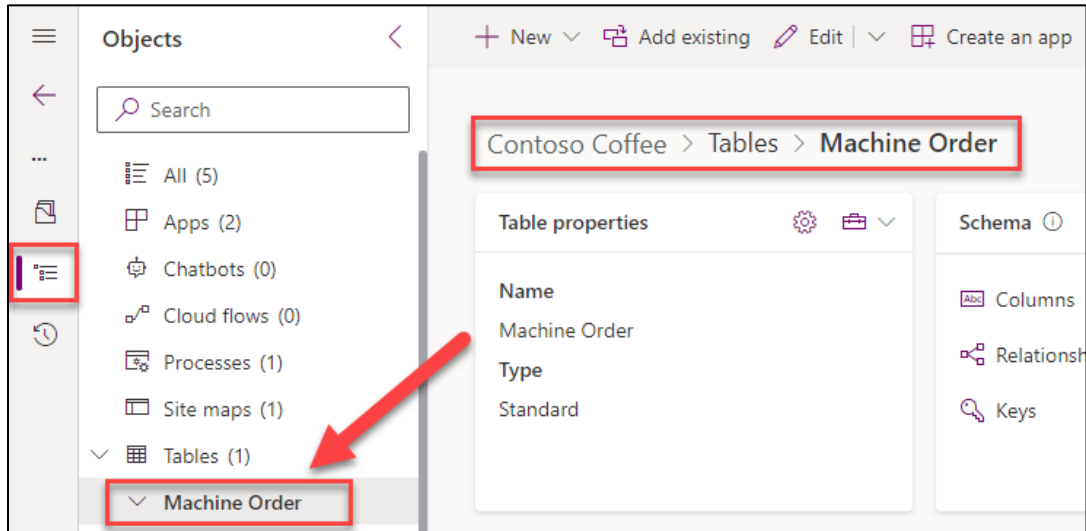 Objects
Search
All (5)
Apps (2)
Chatbots (0)
Cloud flows (0)
Processes (1)
Site maps (1)
Tables (1)
Machine Order
New
Add existing
Edit
Create an app
Contoso Coffee > Tables > Machine Order
Table properties
Name
Machine Order
Type
Standard
Schema
Abc Columns
Relationsh
Keys